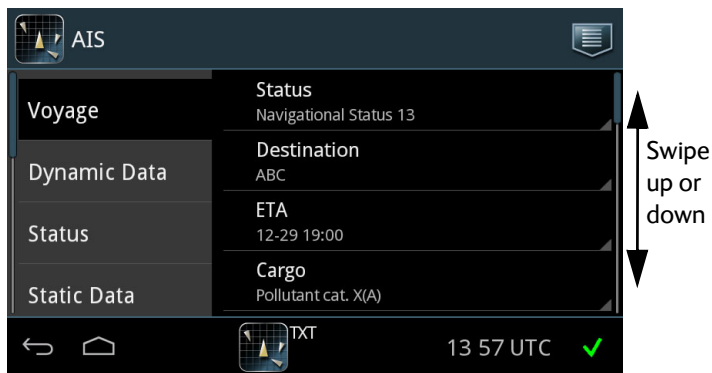 AIS
Voyage
Dynamic Data
Status
Static Data
Status
Navigational Status 13
Destination
ABC
ETA
12-29 19:00
Cargo
Pollutant cat. X(A)
TXT
13 57 UTC
Swipe
up or
down